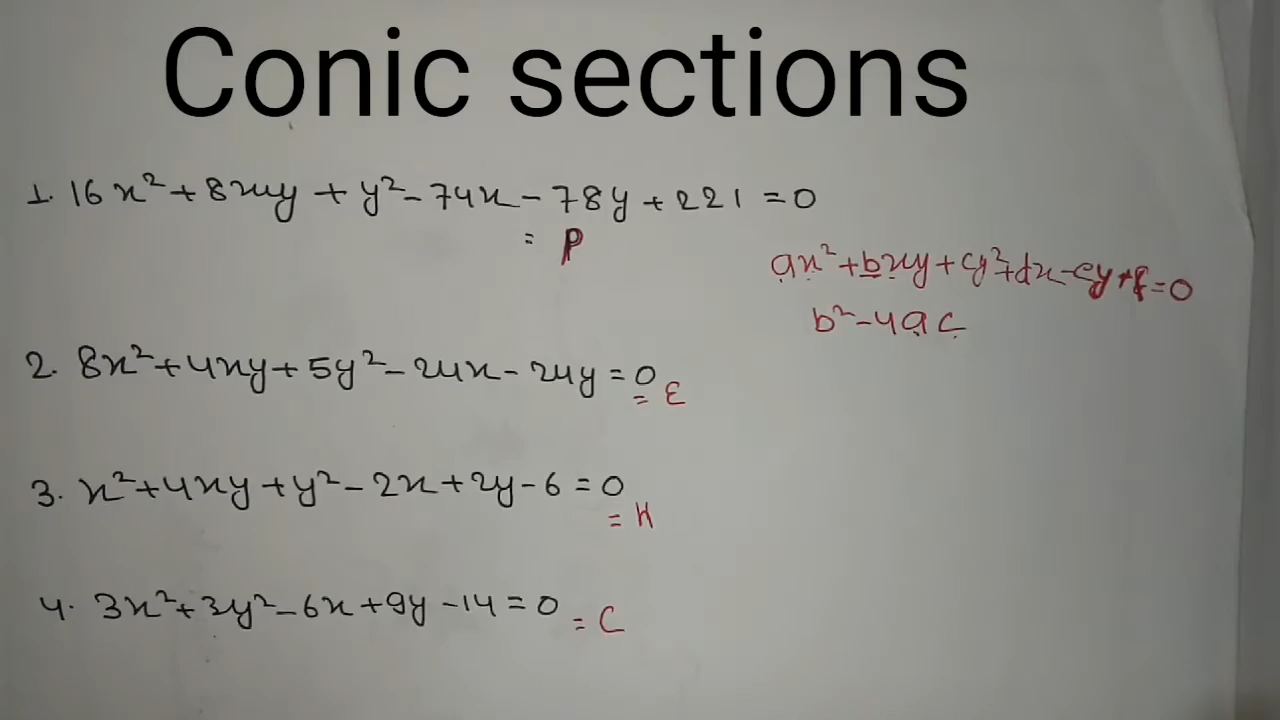 Conic sections
1. 16x²+8xy+y²-74x-78y+221=0
= P
ax²+bxy+cy²+dx-ey+f=0
b²-4ac
2. 8x²+4xy+5y²-24x-24y=0
= E
3. x²+4xy+y²-2x+2y-6=0
= H
4. 3x²+3y²-6x+9y-14=0 = C